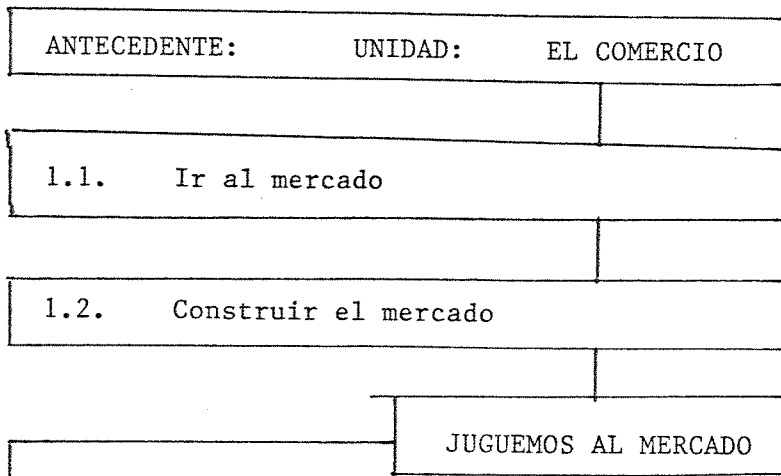 ANTECEDENTE: UNIDAD: EL COMERCIO
1.1. Ir al mercado
1.2. Construir el mercado
JUGUEMOS AL MERCADO